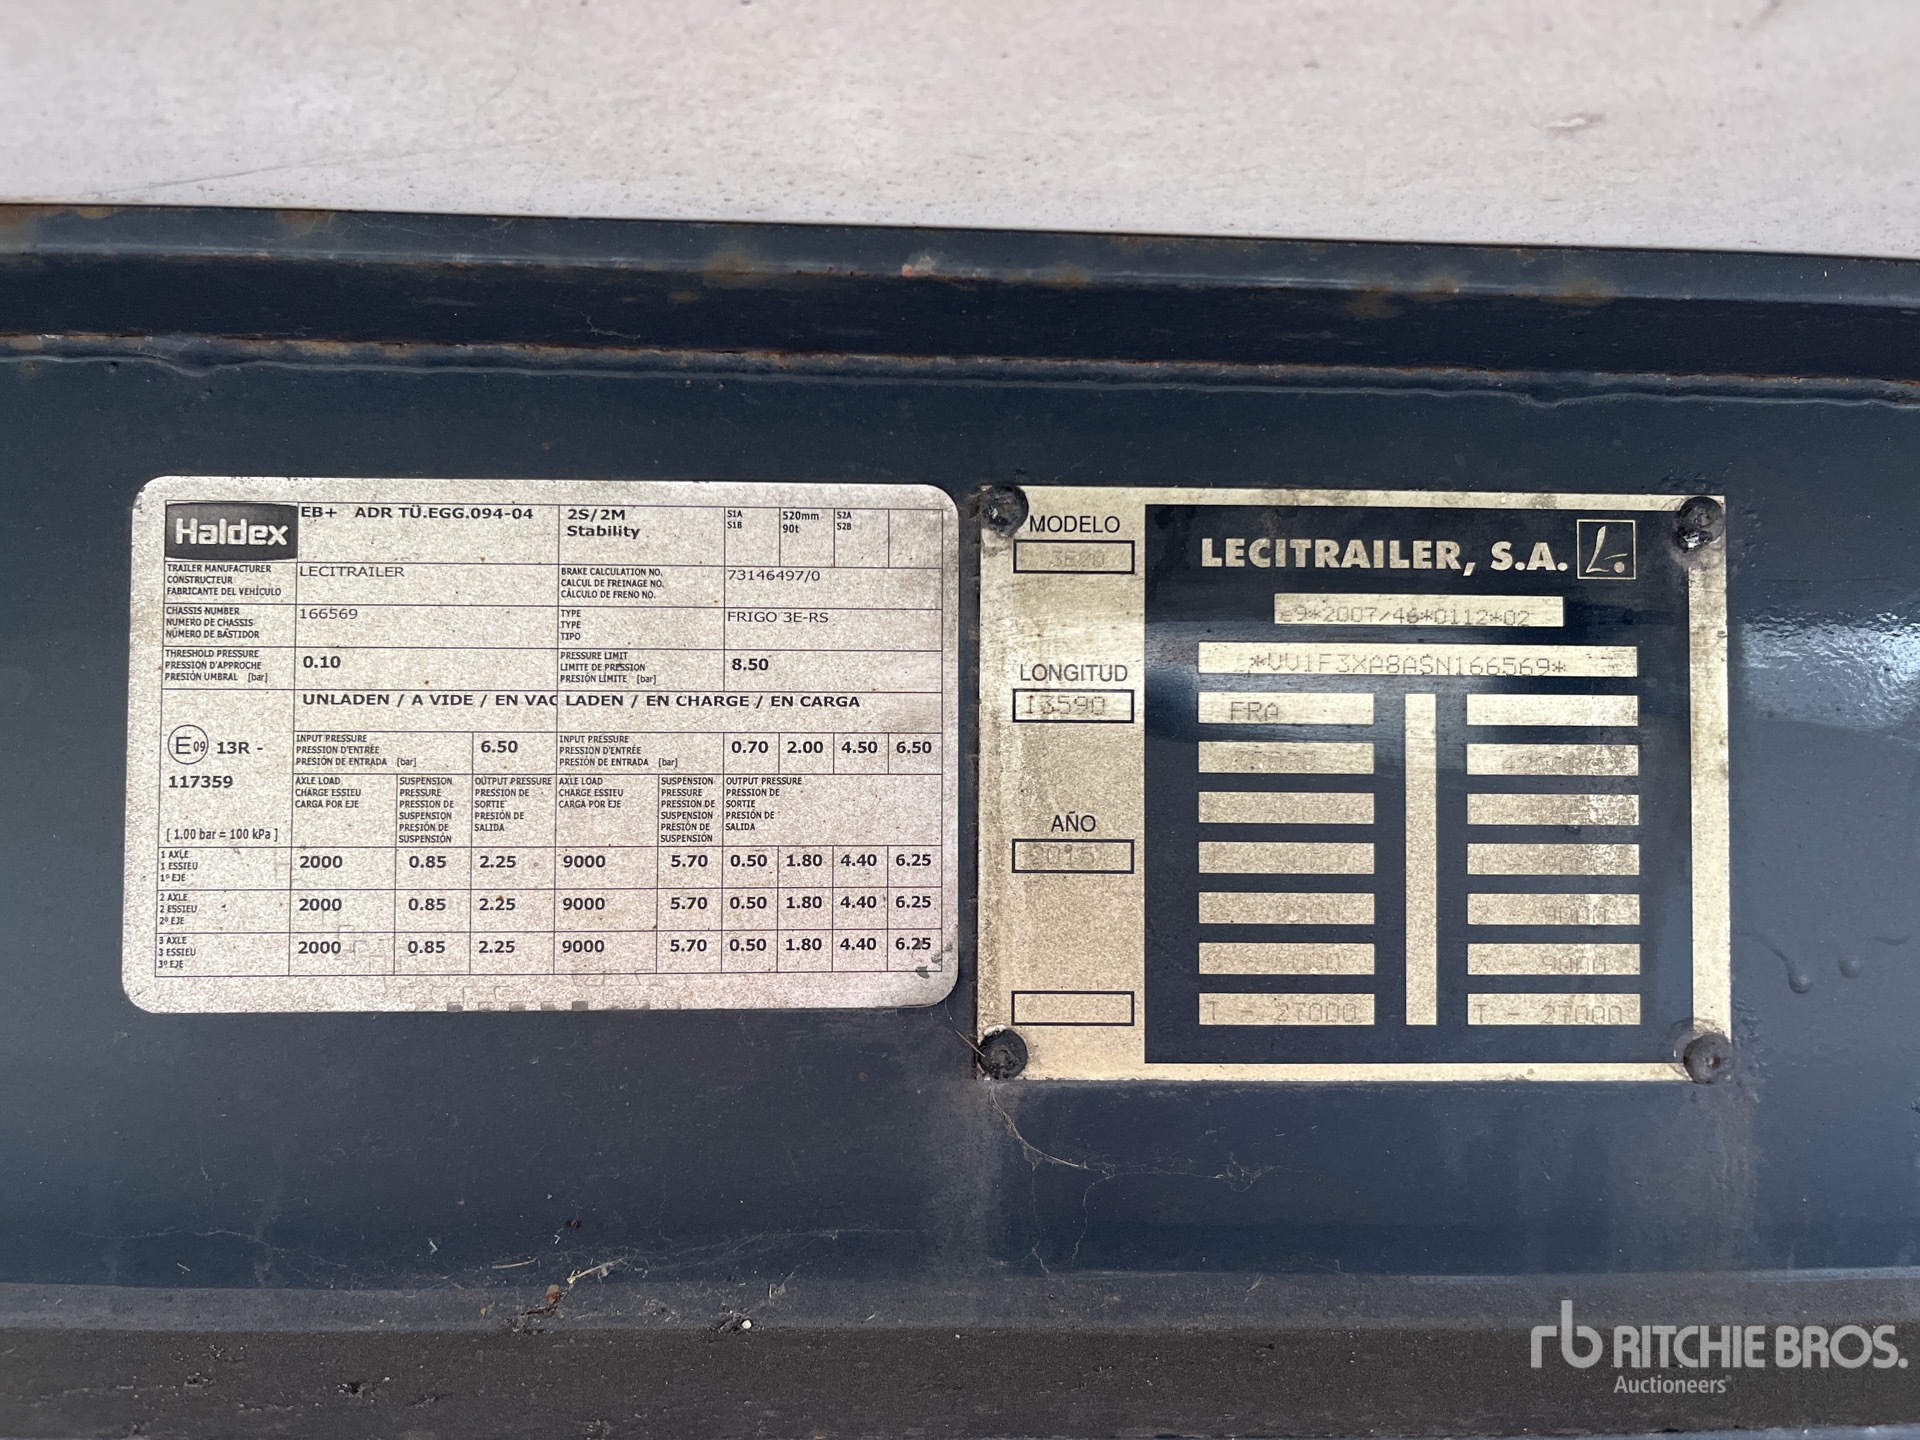 Haldex
EB+ ADR TÜ.EGG.094-04
2S/2M
Stability
S1A
S1B
520mm
90t
S2A
S2B
TRAILER MANUFACTURER
CONSTRUCTEUR
FABRICANTE DEL VEHÍCULO
LECITRAILER
BRAKE CALCULATION NO.
CALCUL DE FREINAGE NO.
CÁLCULO DE FRENO NO.
73146497/0
CHASSIS NUMBER
NUMERO DE CHASSIS
NÚMERO DE BASTIDOR
166569
TYPE
TYPE
TIPO
FRIGO 3E-RS
THRESHOLD PRESSURE
PRESSION D'APPROCHE
PRESIÓN UMBRAL [bar]
0.10
PRESSURE LIMIT
LIMITE DE PRESSION
PRESIÓN LÍMITE [bar]
8.50
UNLADEN / A VIDE / EN VAC
LADEN / EN CHARGE / EN CARGA
E 09 13R -
117359
[ 1.00 bar = 100 kPa ]
INPUT PRESSURE
PRESSION D'ENTRÉE
PRESIÓN DE ENTRADA [bar]
6.50
INPUT PRESSURE
PRESSION D'ENTRÉE
PRESIÓN DE ENTRADA [bar]
0.70 2.00 4.50 6.50
AXLE LOAD
CHARGE ESSIEU
CARGA POR EJE
SUSPENSION
PRESSURE
PRESSION DE
SUSPENSION
PRESIÓN DE
SUSPENSIÓN
OUTPUT PRESSURE
PRESSION DE
SORTIE
PRESIÓN DE
SALIDA
AXLE LOAD
CHARGE ESSIEU
CARGA POR EJE
SUSPENSION
PRESSURE
PRESSION DE
SUSPENSION
PRESIÓN DE
SUSPENSIÓN
OUTPUT PRESSURE
PRESSION DE
SORTIE
PRESIÓN DE
SALIDA
1 AXLE
1 ESSIEU
1º EJE
2000 0.85 2.25 9000 5.70 0.50 1.80 4.40 6.25
2 AXLE
2 ESSIEU
2º EJE
2000 0.85 2.25 9000 5.70 0.50 1.80 4.40 6.25
3 AXLE
3 ESSIEU
3º EJE
2000 0.85 2.25 9000 5.70 0.50 1.80 4.40 6.25
MODELO
LONGITUD
13590
AÑO
LECITRAILER, S.A.
e9*2007/46*0112*02
*VV1F3XA8ASN166569*
FRA
2 - 9000
3 - 9000
T - 27000
T - 27000
rb RITCHIE BROS.
Auctioneers